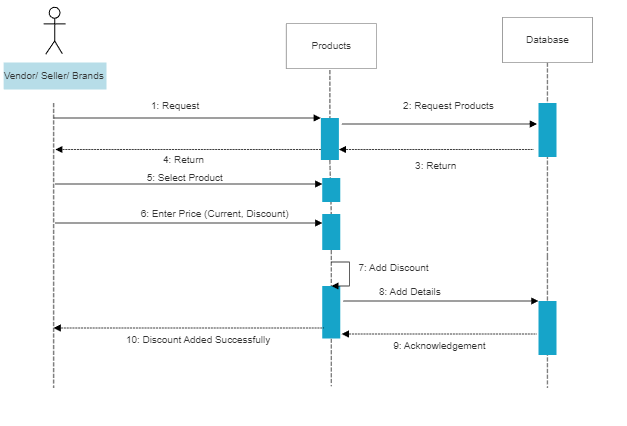 Products
Database
Vendor/ Seller/ Brands
1: Request
2: Request Products
4: Return
3: Return
5: Select Product
6: Enter Price (Current, Discount)
7: Add Discount
8: Add Details
10: Discount Added Successfully
9: Acknowledgement